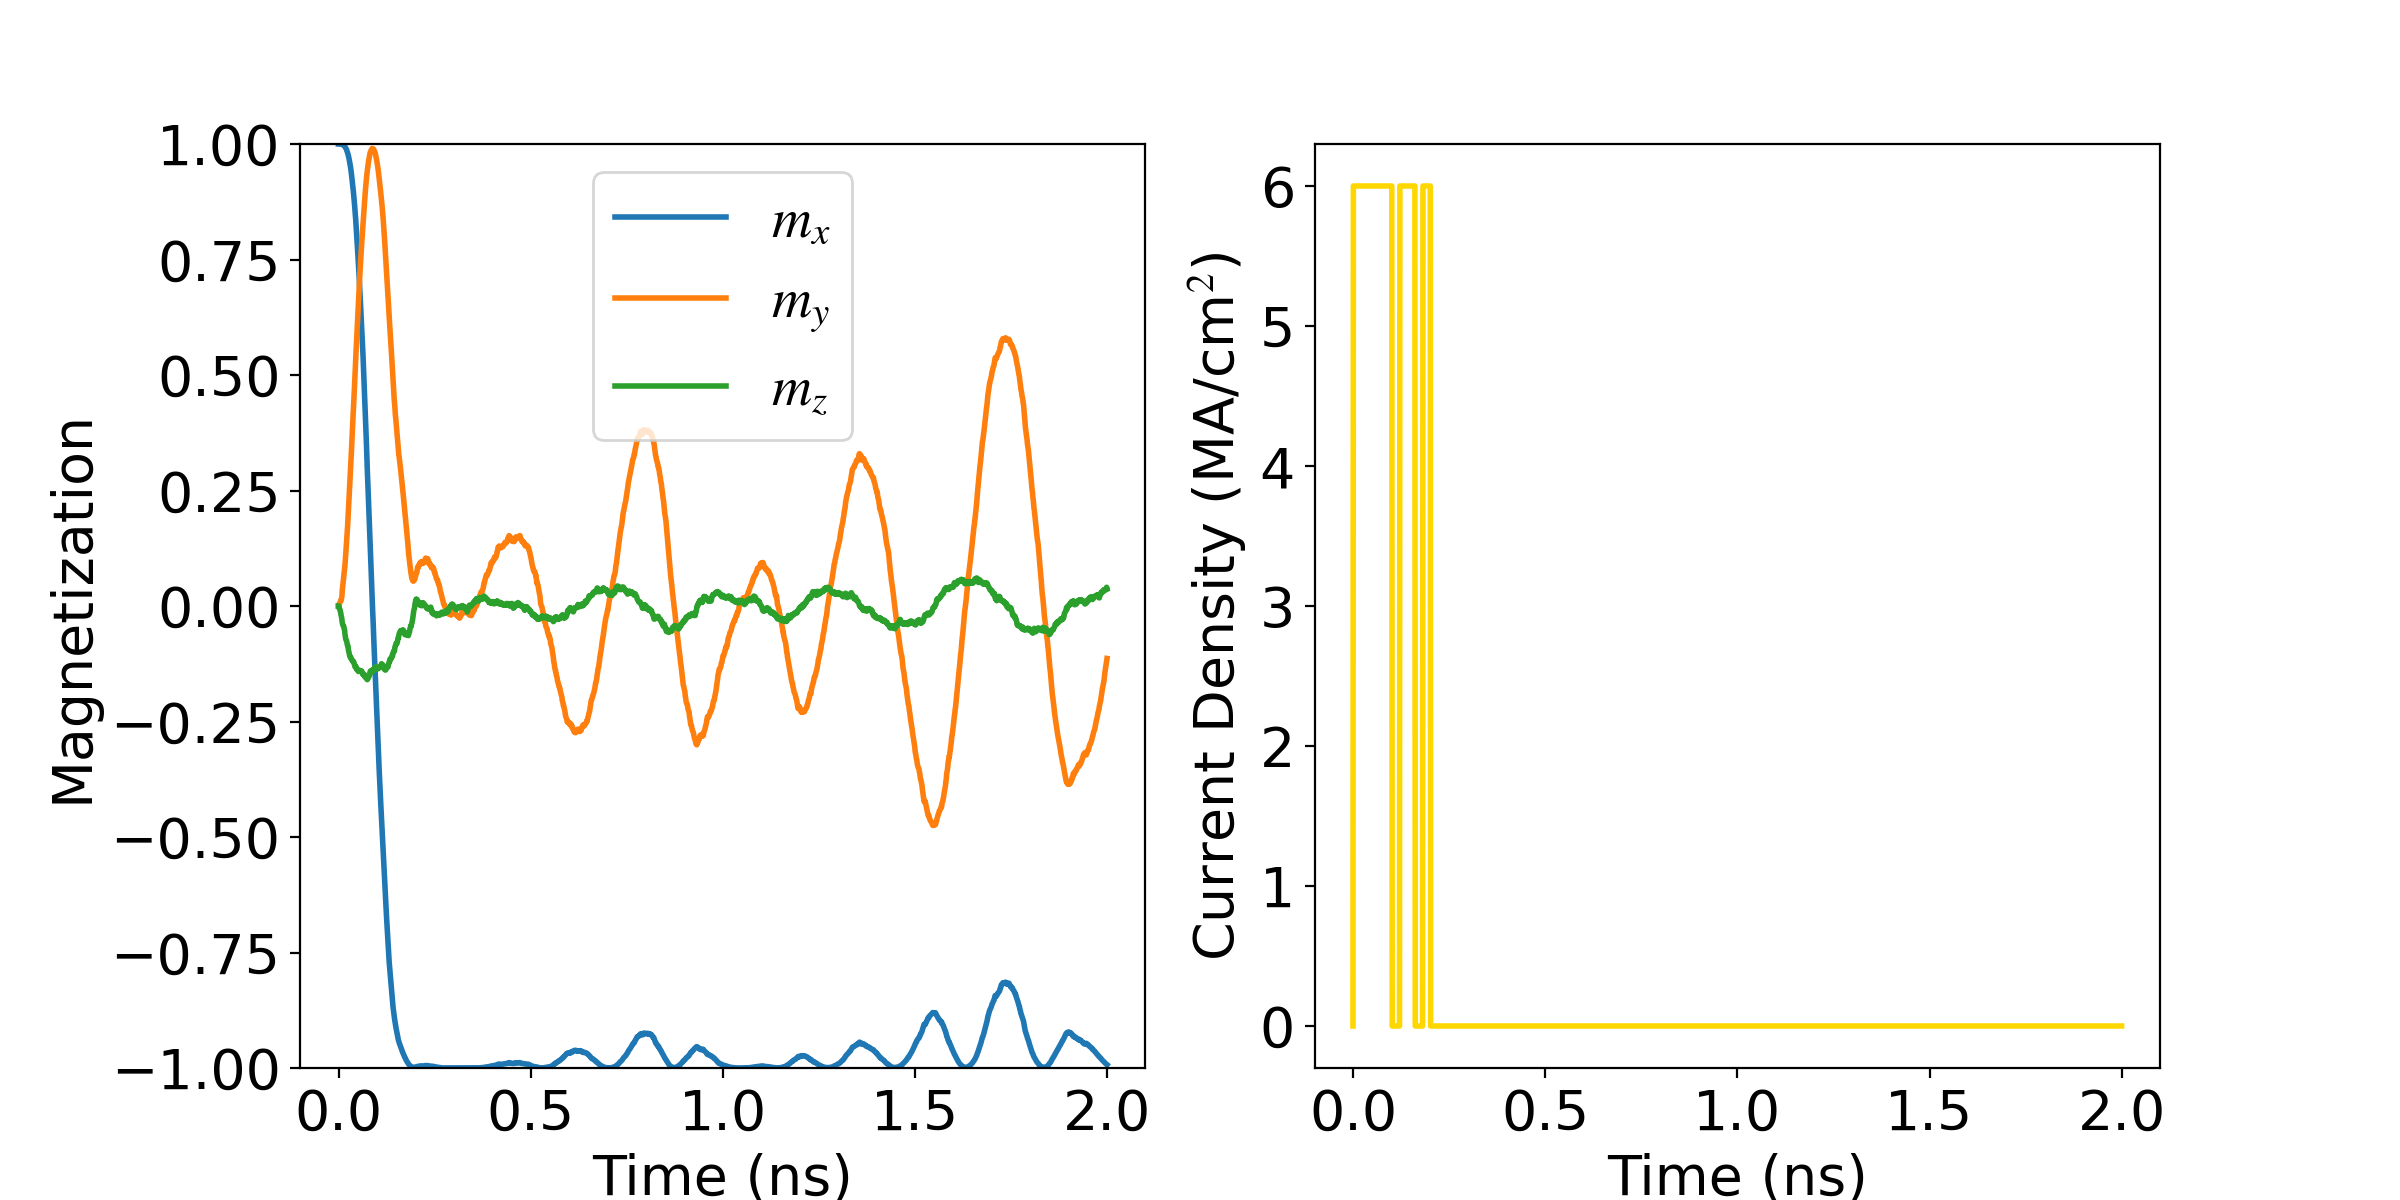 1.00
0.75
0.50
0.25
0.00
−0.25
−0.50
−0.75
−1.00
Magnetization
m_x
m_y
m_z
0.0 0.5 1.0 1.5 2.0
Time (ns)
6
5
4
3
2
1
0
Current Density (MA/cm²)
0.0 0.5 1.0 1.5 2.0
Time (ns)